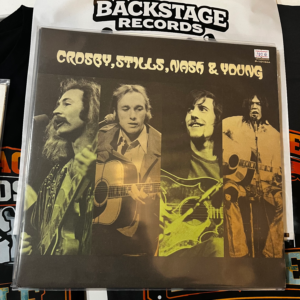 BACKSTAGE
RECORDS
CROSBY, STILLS, NASH & YOUNG